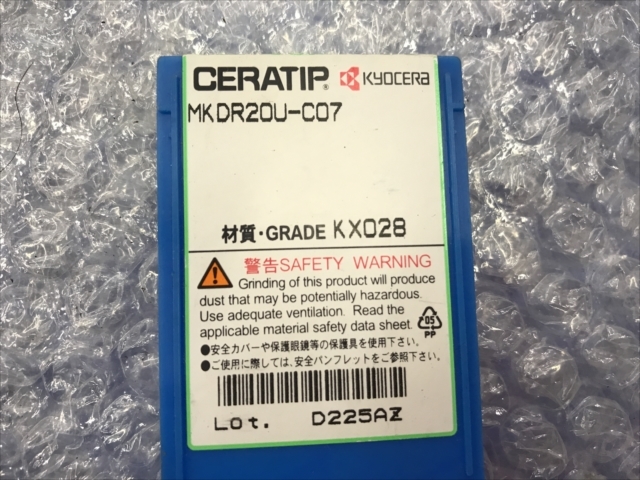 CERATIP® KYOCERA
MKDR20U-C07
材質・GRADE KX028
警告SAFETY WARNING
Grinding of this product will produce
dust that may be potentially hazardous.
Use adequate ventilation. Read the
applicable material safety data sheet.
05
PP
●安全カバーや保護眼鏡等の保護具を使用下さい。
●ご使用に際しては、安全パンフレットをご参照下さい。
Lot. D225AZ